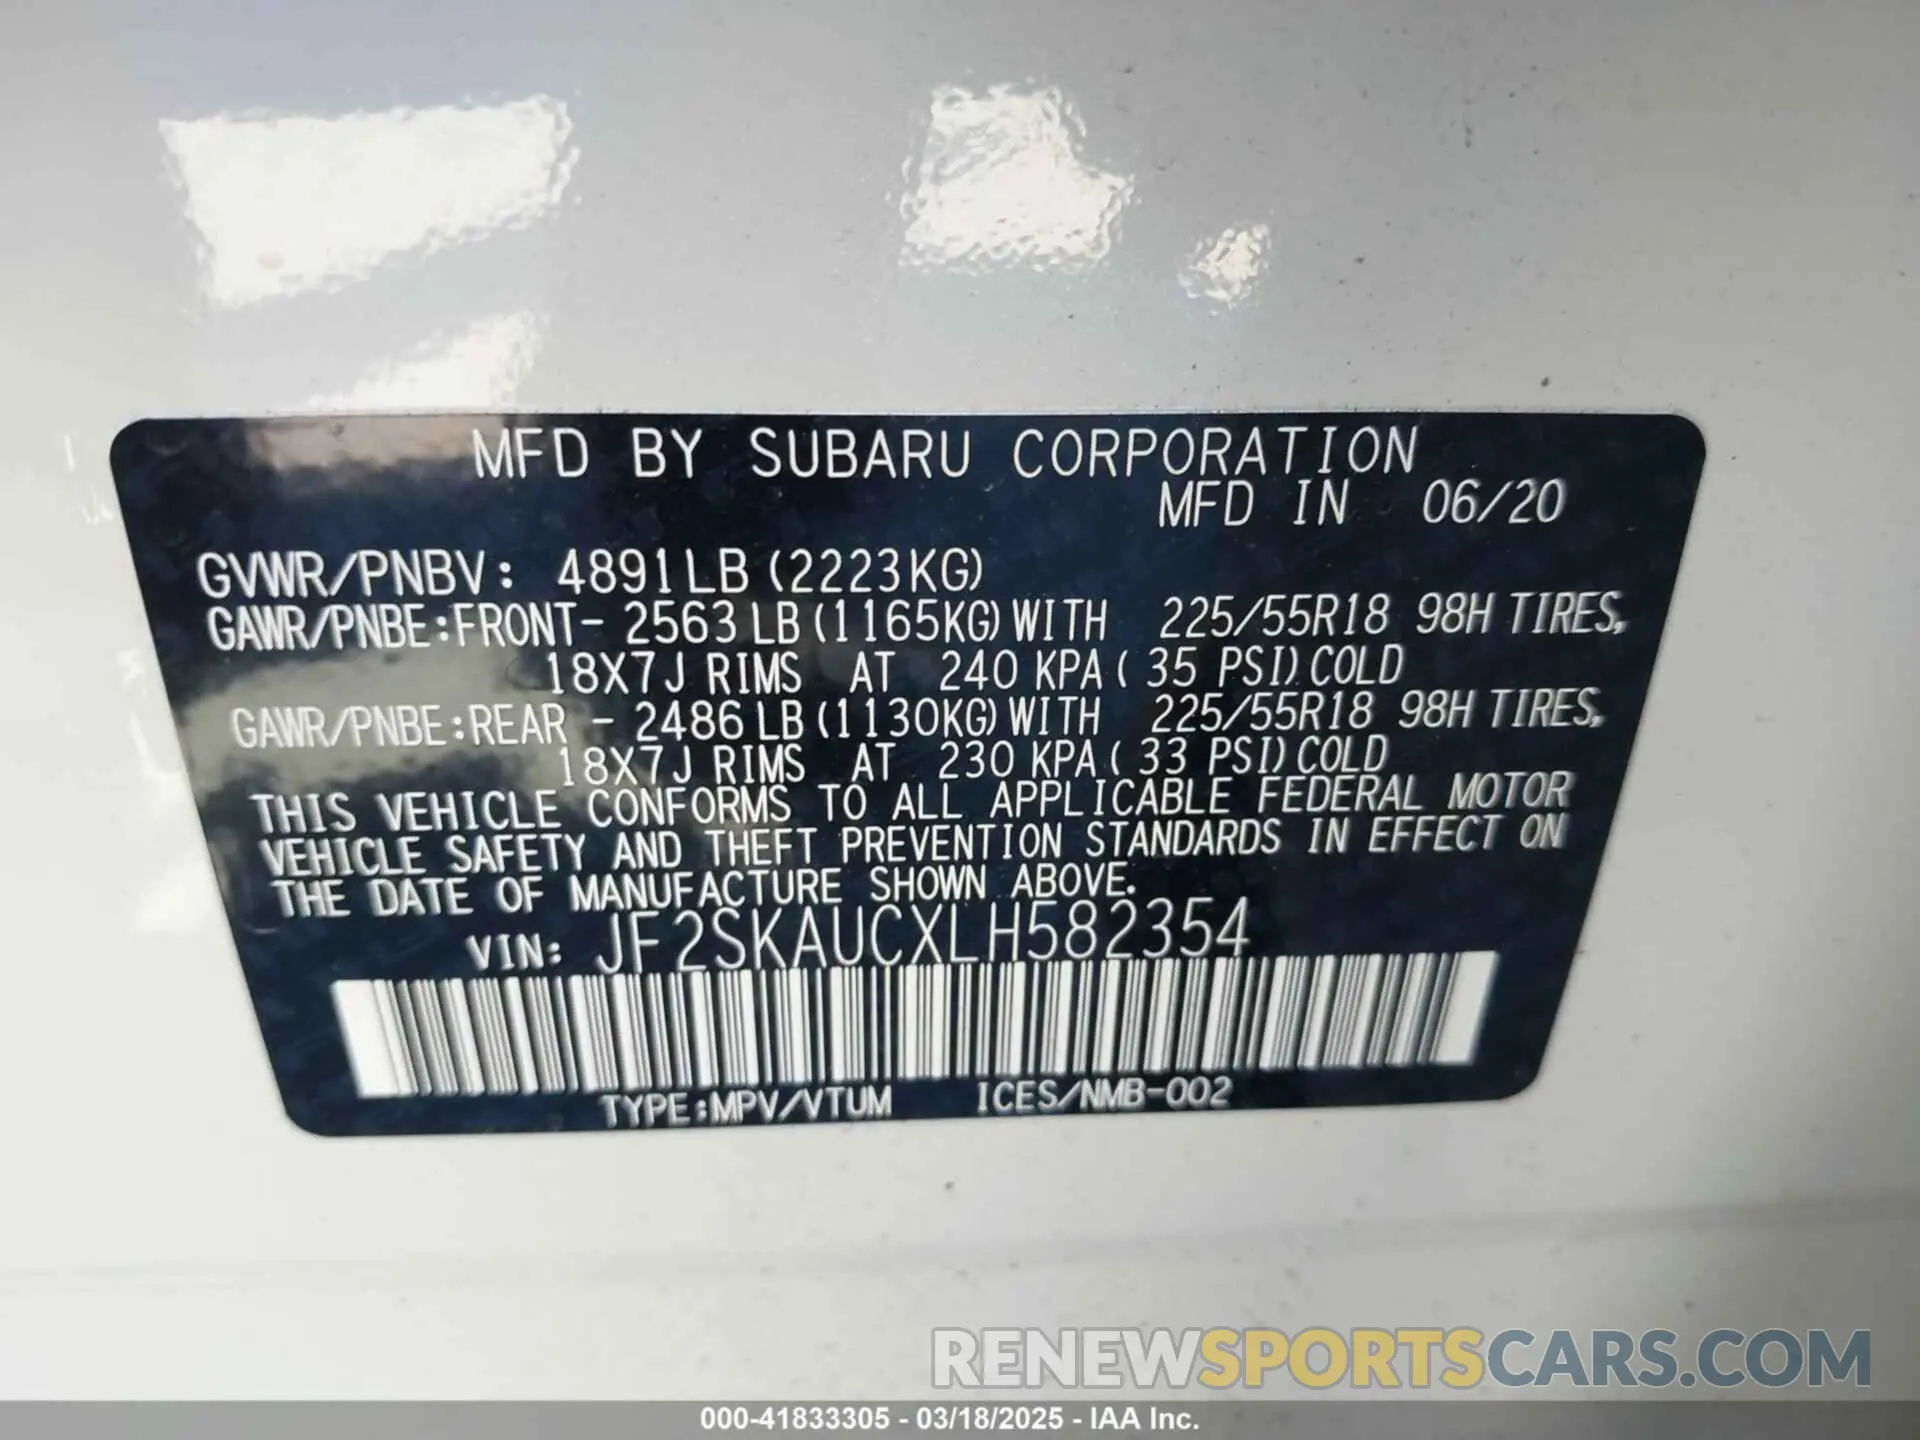 MFD BY SUBARU CORPORATION
MFD IN 06/20
GVWR/PNBV: 4891LB (2223KG)
GAWR/PNBE:FRONT- 2563 LB (1165KG) WITH 225/55R18 98H TIRES,
18X7J RIMS AT 240 KPA ( 35 PSI) COLD
GAWR/PNBE:REAR - 2486 LB (1130KG) WITH 225/55R18 98H TIRES,
18X7J RIMS AT 230 KPA ( 33 PSI) COLD
THIS VEHICLE CONFORMS TO ALL APPLICABLE FEDERAL MOTOR
VEHICLE SAFETY AND THEFT PREVENTION STANDARDS IN EFFECT ON
THE DATE OF MANUFACTURE SHOWN ABOVE.
VIN: JF2SKAUCXLH582354
TYPE:MPV/VTUM ICES/NMB-002
RENEWSPORTSCARS.COM
000-41833305 - 03/18/2025 - IAA Inc.